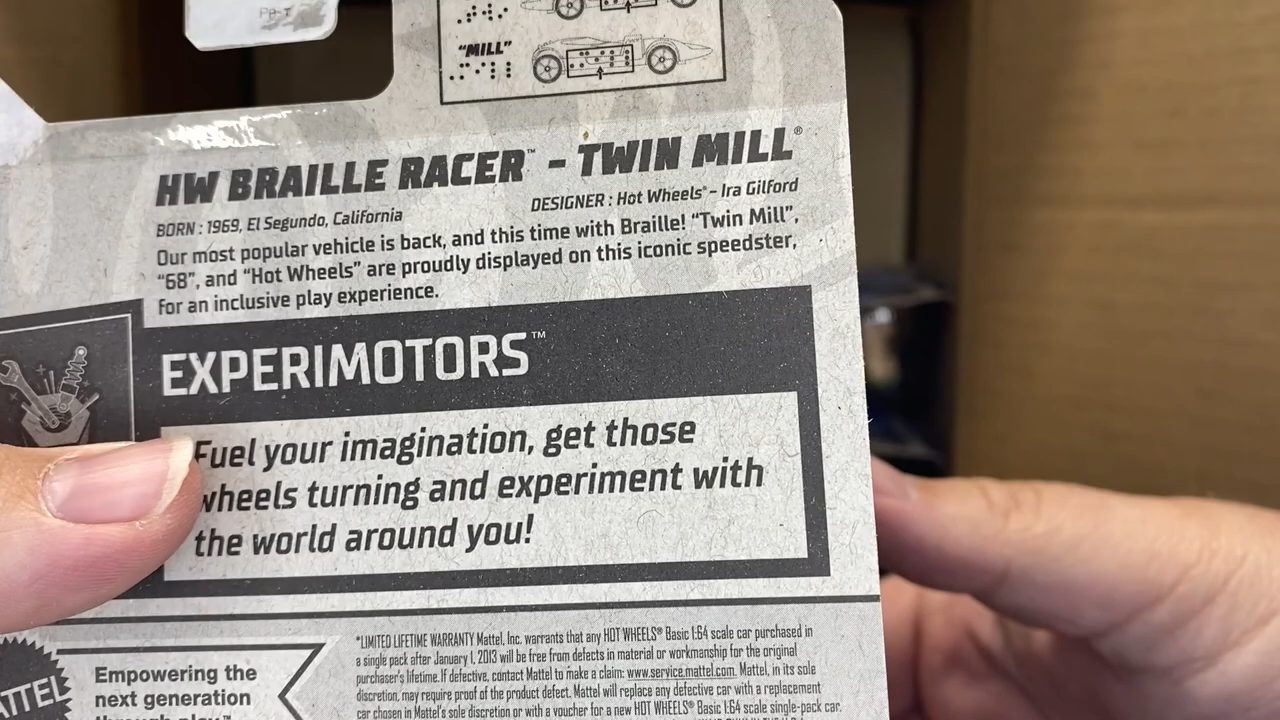 "MILL"
HW BRAILLE RACER™ – TWIN MILL®
BORN : 1969, El Segundo, California
DESIGNER : Hot Wheels® – Ira Gilford
Our most popular vehicle is back, and this time with Braille! “Twin Mill”,
“68”, and “Hot Wheels” are proudly displayed on this iconic speedster,
for an inclusive play experience.
EXPERIMOTORS™
Fuel your imagination, get those
wheels turning and experiment with
the world around you!
Empowering the
next generation
through play™
*LIMITED LIFETIME WARRANTY Mattel, Inc. warrants that any HOT WHEELS® Basic 1:64 scale car purchased in
a single pack after January 1, 2013 will be free from defects in material or workmanship for the original
purchaser's lifetime. If defective, contact Mattel to make a claim: www.service.mattel.com. Mattel, in its sole
discretion, may require proof of the product defect. Mattel will replace any defective car with a replacement
car chosen in Mattel's sole discretion or with a voucher for a new HOT WHEELS® Basic 1:64 scale single-pack car.